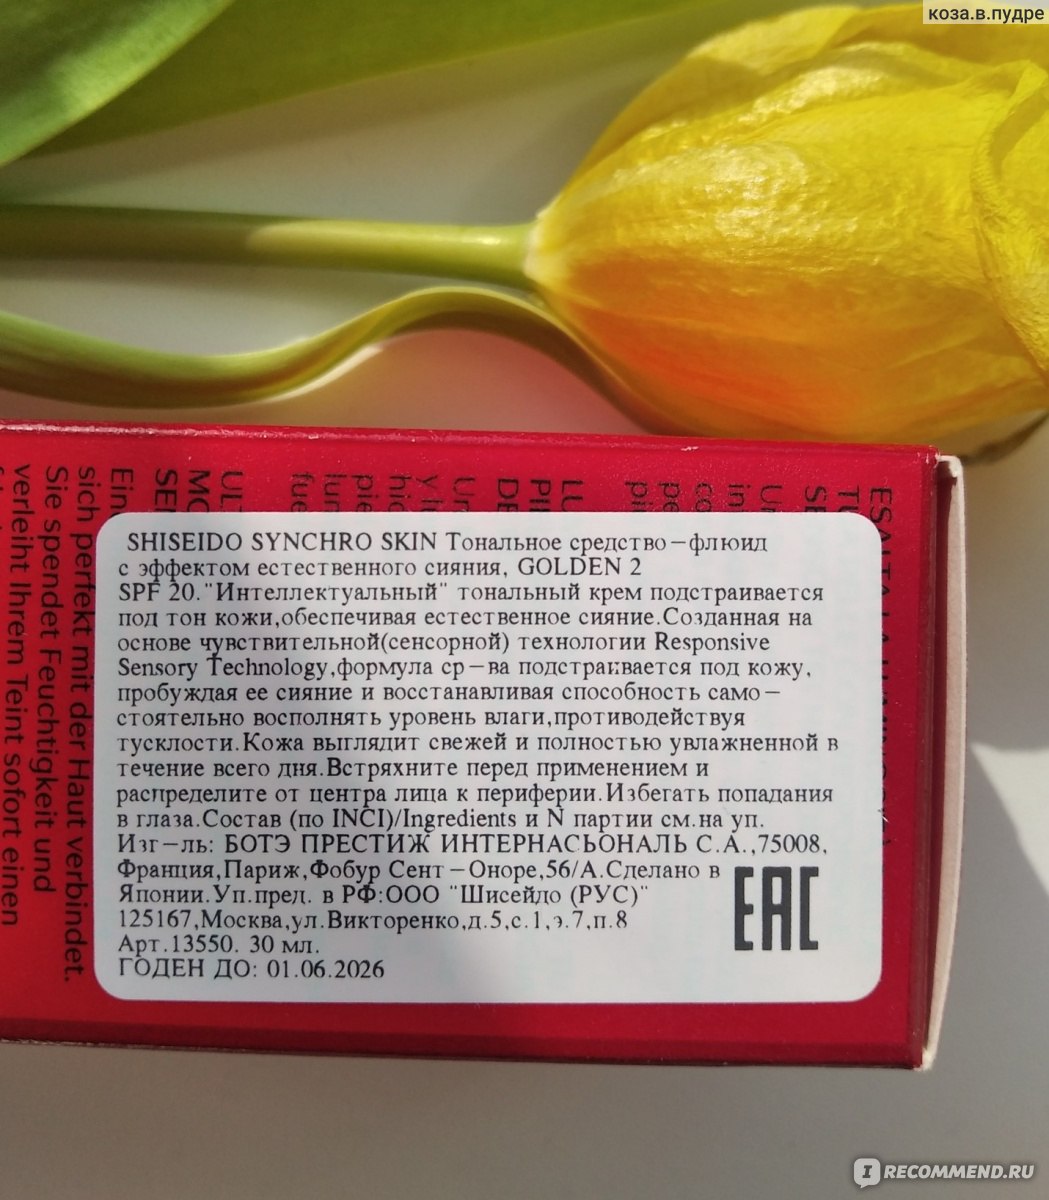 коза.в.пудре
SHISEIDO SYNCHRO SKIN Тональное средство-флюид
с эффектом естественного сияния, GOLDEN 2
SPF 20."Интеллектуальный" тональный крем подстраивается
под тон кожи,обеспечивая естественное сияние.Созданная на
основе чувствительной(сенсорной) технологии Responsive
Sensory Technology,формула ср-ва подстраивается под кожу,
пробуждая ее сияние и восстанавливая способность само-
стоятельно восполнять уровень влаги,противодействуя
тусклости.Кожа выглядит свежей и полностью увлажненной в
течение всего дня.Встряхните перед применением и
распределите от центра лица к периферии.Избегать попадания
в глаза.Состав (по INCI)/Ingredients и N партии см.на уп.
Изг-ль: БОТЭ ПРЕСТИЖ ИНТЕРНАСЬОНАЛЬ С.А.,75008,
Франция,Париж,Фобур Сент-Оноре,56/А.Сделано в
Японии.Уп.пред. в РФ:ООО "Шисейдо (РУС)"
125167,Москва,ул.Викторенко,д.5,с.1,э.7,п.8
Арт.13550. 30 мл.
ГОДЕН ДО: 01.06.2026
EAC
sich perfekt mit der Haut verbindet.
Sie spendet Feuchtigkeit und
verleiht Ihrem Teint sofort einen
IRECOMMEND.RU